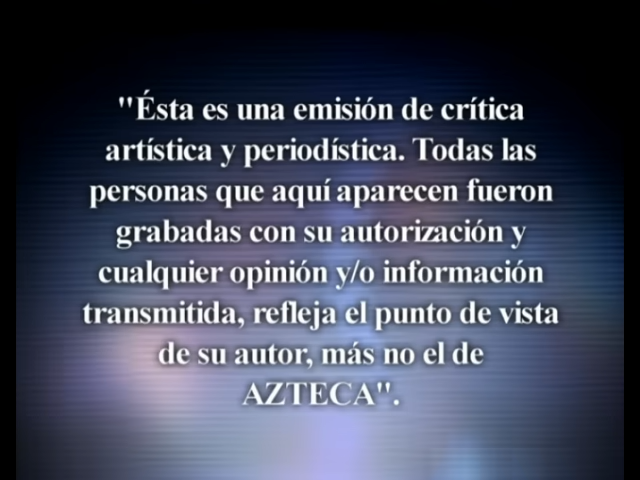 "Ésta es una emisión de crítica
artística y periodística. Todas las
personas que aquí aparecen fueron
grabadas con su autorización y
cualquier opinión y/o información
transmitida, refleja el punto de vista
de su autor, más no el de
AZTECA".